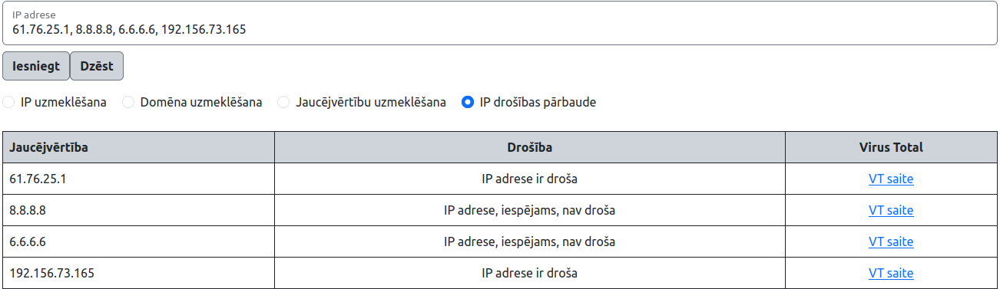 IP adrese
61.76.25.1, 8.8.8.8, 6.6.6.6, 192.156.73.165
Iesniegt Dzēst
IP uzmeklēšana Domēna uzmeklēšana Jaucējvērtību uzmeklēšana IP drošības pārbaude
Jaucējvērtība Drošība Virus Total
61.76.25.1 IP adrese ir droša VT saite
8.8.8.8 IP adrese, iespējams, nav droša VT saite
6.6.6.6 IP adrese, iespējams, nav droša VT saite
192.156.73.165 IP adrese ir droša VT saite